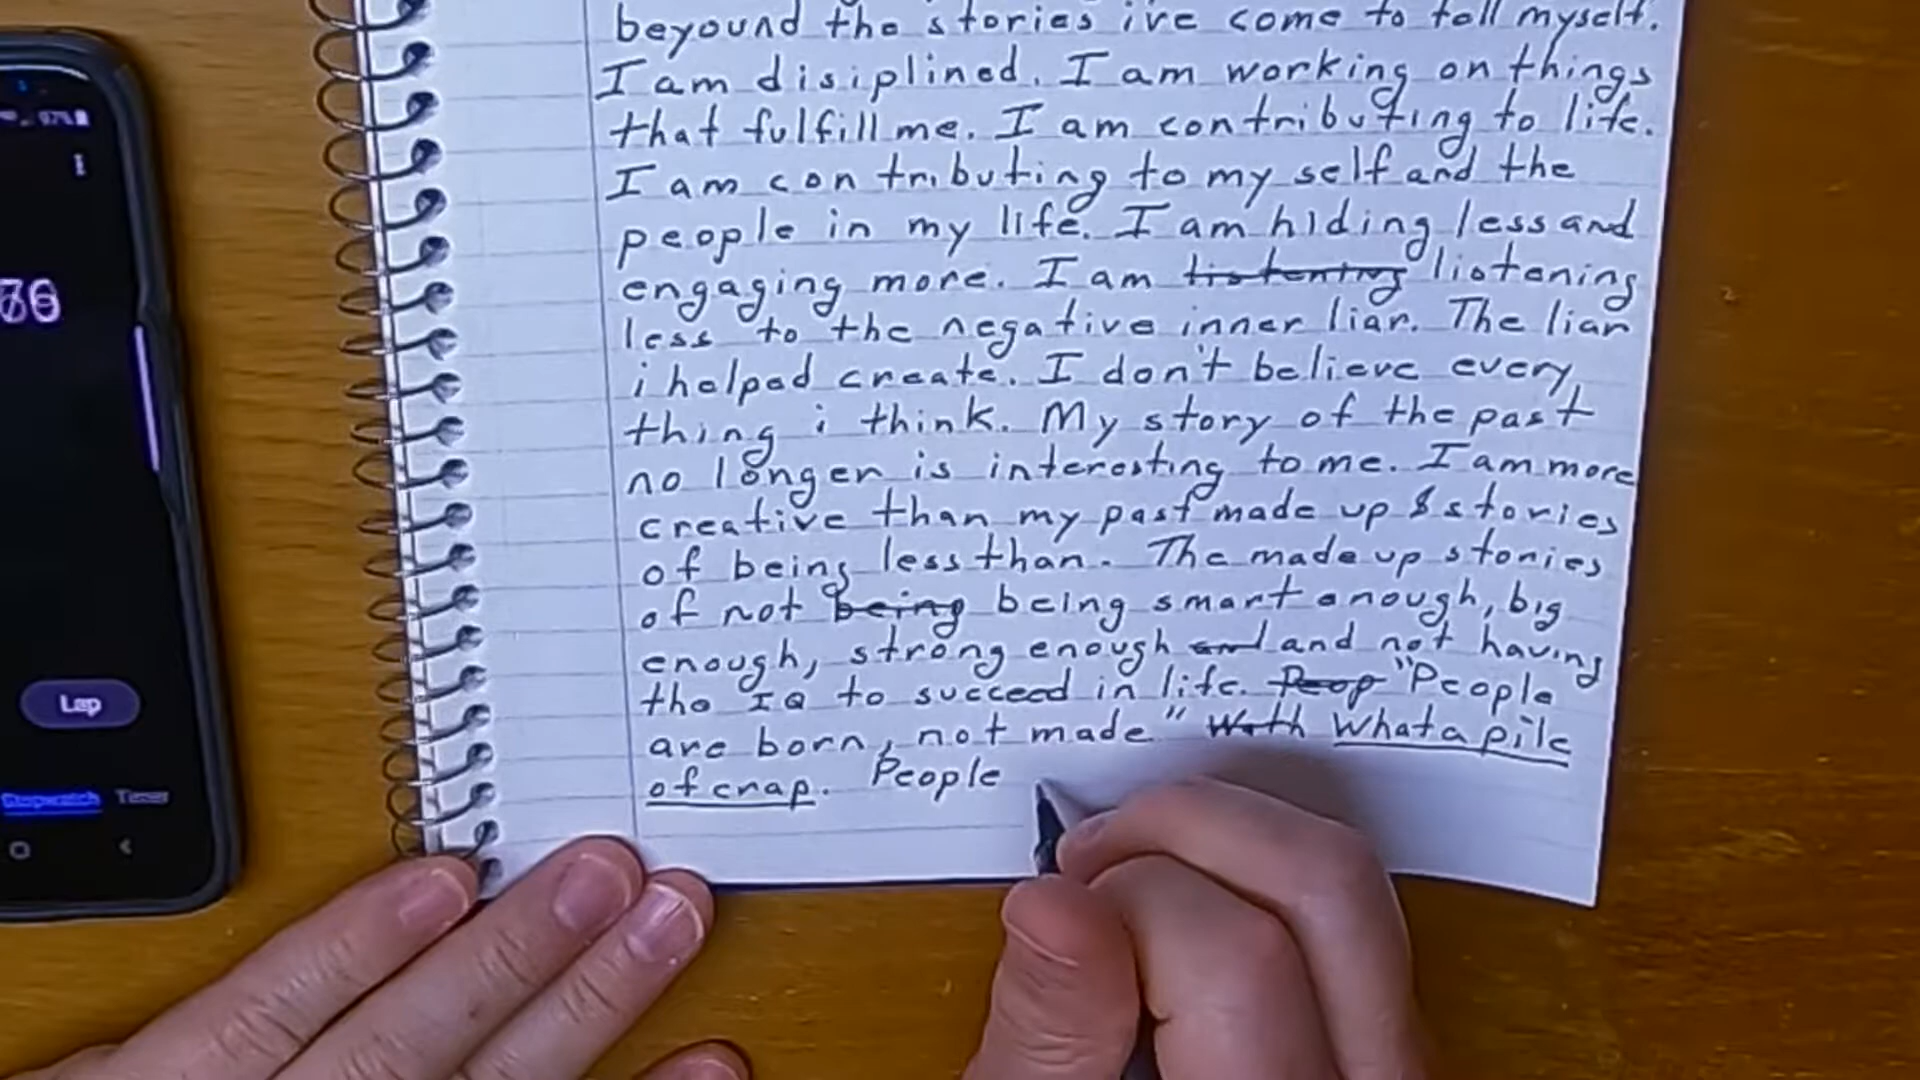 beyound the stories ive come to tell myself.
I am disiplined. I am working on things
that fulfill me. I am contributing to life.
I am contributing to my self and the
people in my life. I am hiding less and
engaging more. I am listening listening
less to the negative inner liar. The liar
i helped create. I don't believe every
thing i think. My story of the past
no longer is interesting to me. I am more
creative than my past made up s stories
of being less than. The made up stories
of not being being smart enough, big
enough, strong enough and and not having
the IQ to succeed in life. Peop "People
are born, not made" With What a pile
of crap. People
97%
Lap
Stopwatch Timer